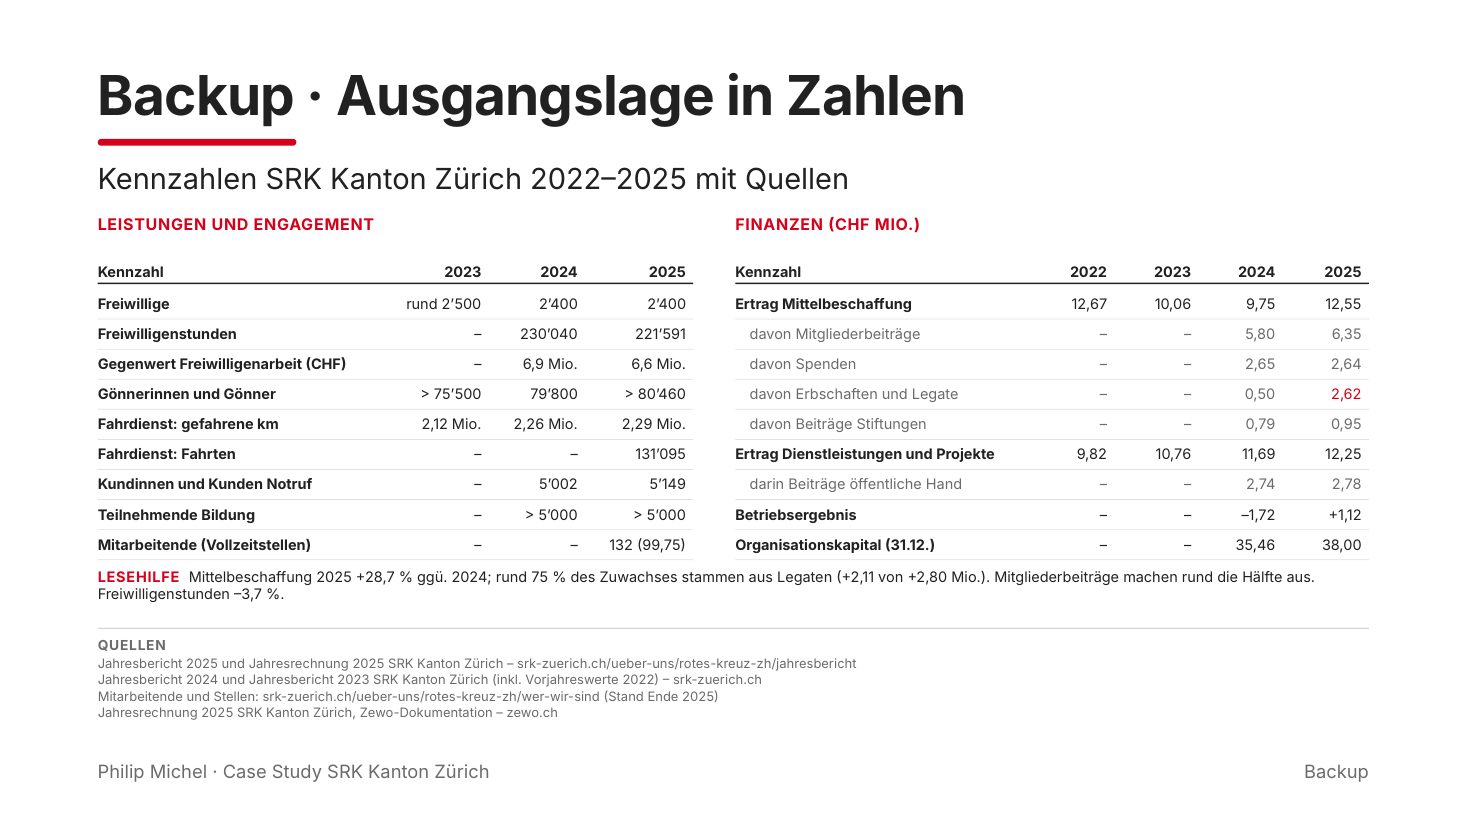 Backup · Ausgangslage in Zahlen
Kennzahlen SRK Kanton Zürich 2022–2025 mit Quellen
LEISTUNGEN UND ENGAGEMENT
Kennzahl 2023 2024 2025
Freiwillige rund 2’500 2’400 2’400
Freiwilligenstunden – 230’040 221’591
Gegenwert Freiwilligenarbeit (CHF) – 6,9 Mio. 6,6 Mio.
Gönnerinnen und Gönner > 75’500 79’800 > 80’460
Fahrdienst: gefahrene km 2,12 Mio. 2,26 Mio. 2,29 Mio.
Fahrdienst: Fahrten – – 131’095
Kundinnen und Kunden Notruf – 5’002 5’149
Teilnehmende Bildung – > 5’000 > 5’000
Mitarbeitende (Vollzeitstellen) – – 132 (99,75)
FINANZEN (CHF MIO.)
Kennzahl 2022 2023 2024 2025
Ertrag Mittelbeschaffung 12,67 10,06 9,75 12,55
davon Mitgliederbeiträge – – 5,80 6,35
davon Spenden – – 2,65 2,64
davon Erbschaften und Legate – – 0,50 2,62
davon Beiträge Stiftungen – – 0,79 0,95
Ertrag Dienstleistungen und Projekte 9,82 10,76 11,69 12,25
darin Beiträge öffentliche Hand – – 2,74 2,78
Betriebsergebnis – – –1,72 +1,12
Organisationskapital (31.12.) – – 35,46 38,00
LESEHILFE Mittelbeschaffung 2025 +28,7 % ggü. 2024; rund 75 % des Zuwachses stammen aus Legaten (+2,11 von +2,80 Mio.). Mitgliederbeiträge machen rund die Hälfte aus.
Freiwilligenstunden –3,7 %.
QUELLEN
Jahresbericht 2025 und Jahresrechnung 2025 SRK Kanton Zürich – srk-zuerich.ch/ueber-uns/rotes-kreuz-zh/jahresbericht
Jahresbericht 2024 und Jahresbericht 2023 SRK Kanton Zürich (inkl. Vorjahreswerte 2022) – srk-zuerich.ch
Mitarbeitende und Stellen: srk-zuerich.ch/ueber-uns/rotes-kreuz-zh/wer-wir-sind (Stand Ende 2025)
Jahresrechnung 2025 SRK Kanton Zürich, Zewo-Dokumentation – zewo.ch
Philip Michel · Case Study SRK Kanton Zürich
Backup